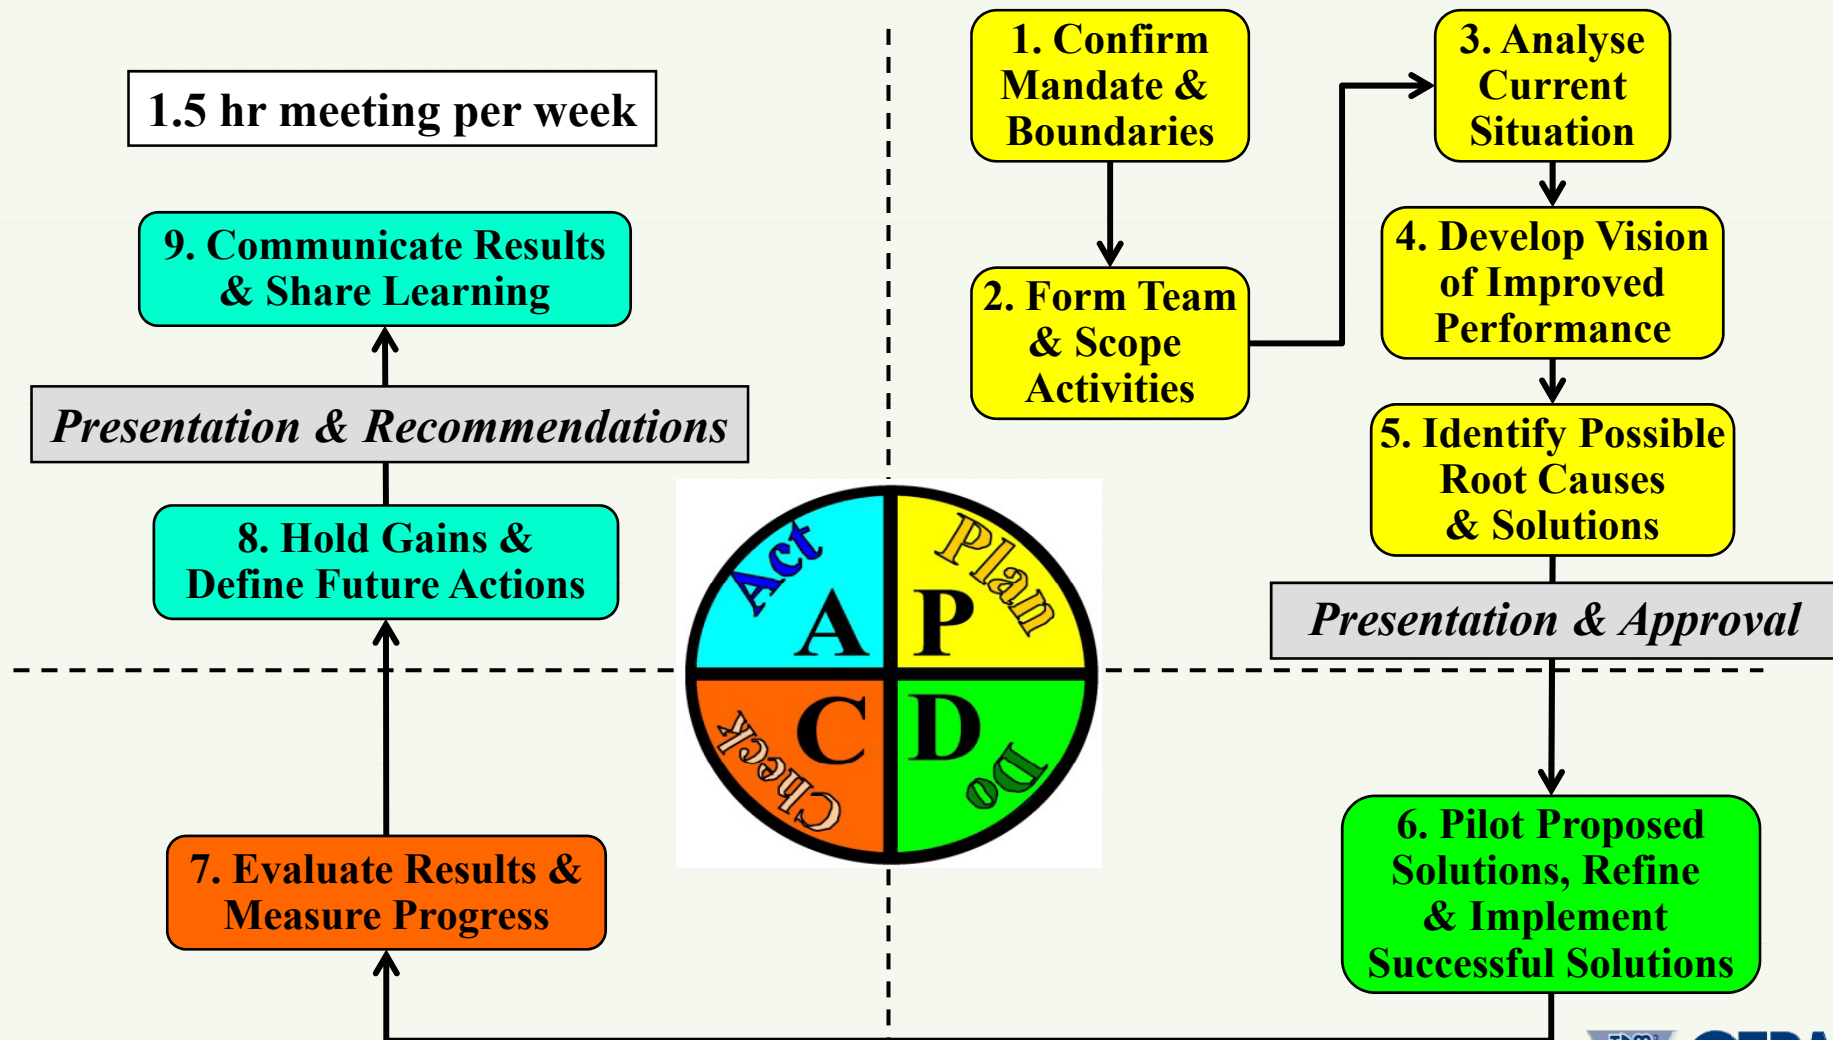 1.5 hr meeting per week
1. Confirm
Mandate &
Boundaries
2. Form Team
& Scope
Activities
3. Analyse
Current
Situation
4. Develop Vision
of Improved
Performance
5. Identify Possible
Root Causes
& Solutions
Presentation & Approval
6. Pilot Proposed
Solutions, Refine
& Implement
Successful Solutions
7. Evaluate Results &
Measure Progress
8. Hold Gains &
Define Future Actions
Presentation & Recommendations
9. Communicate Results
& Share Learning
Act
A
Plan
P
Check
C
Do
D